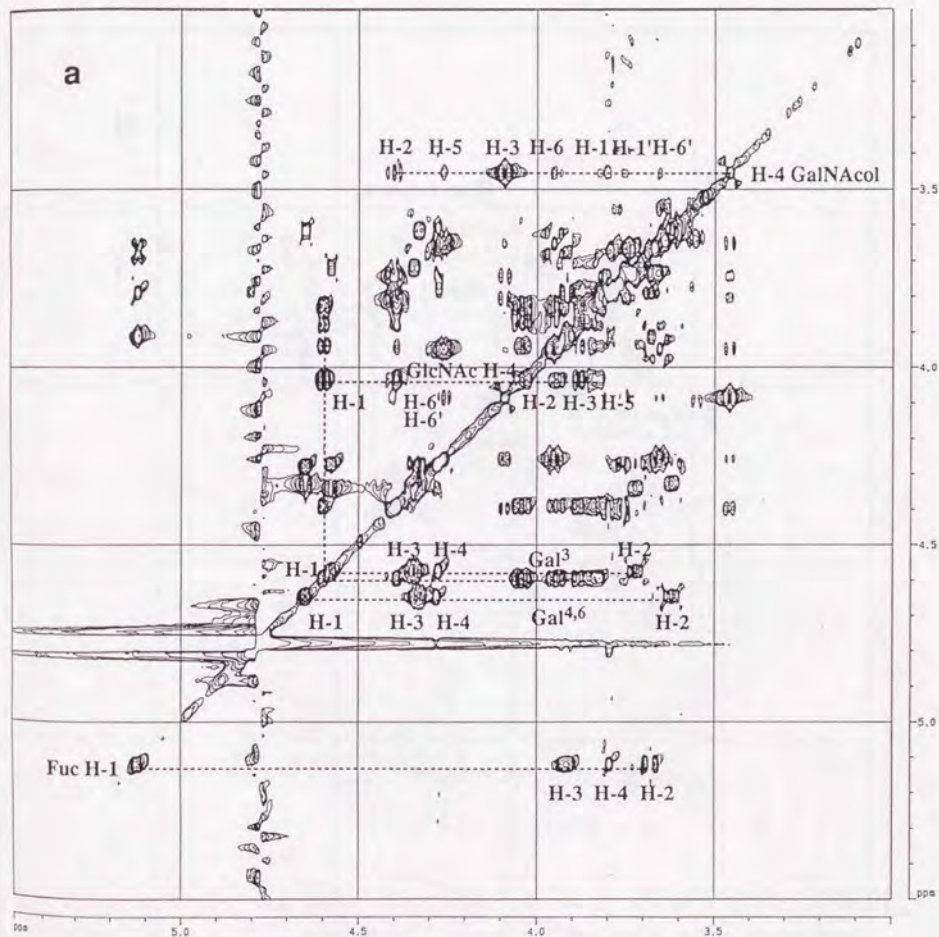 a
H-2 H-5 H-3 H-6 H-1 H-1' H-6'
H-4 GalNAcol
3.5
4.0
GlcNAc H-4
H-1 H-6 H-2 H-3 H-5
H-6'
4.5
H-3 H-4 Gal3 H-2
H-1
Gal4,6
H-1 H-3 H-4 H-2
5.0
Fuc H-1
H-3 H-4 H-2
ppm
5.0 4.5 4.0 3.5